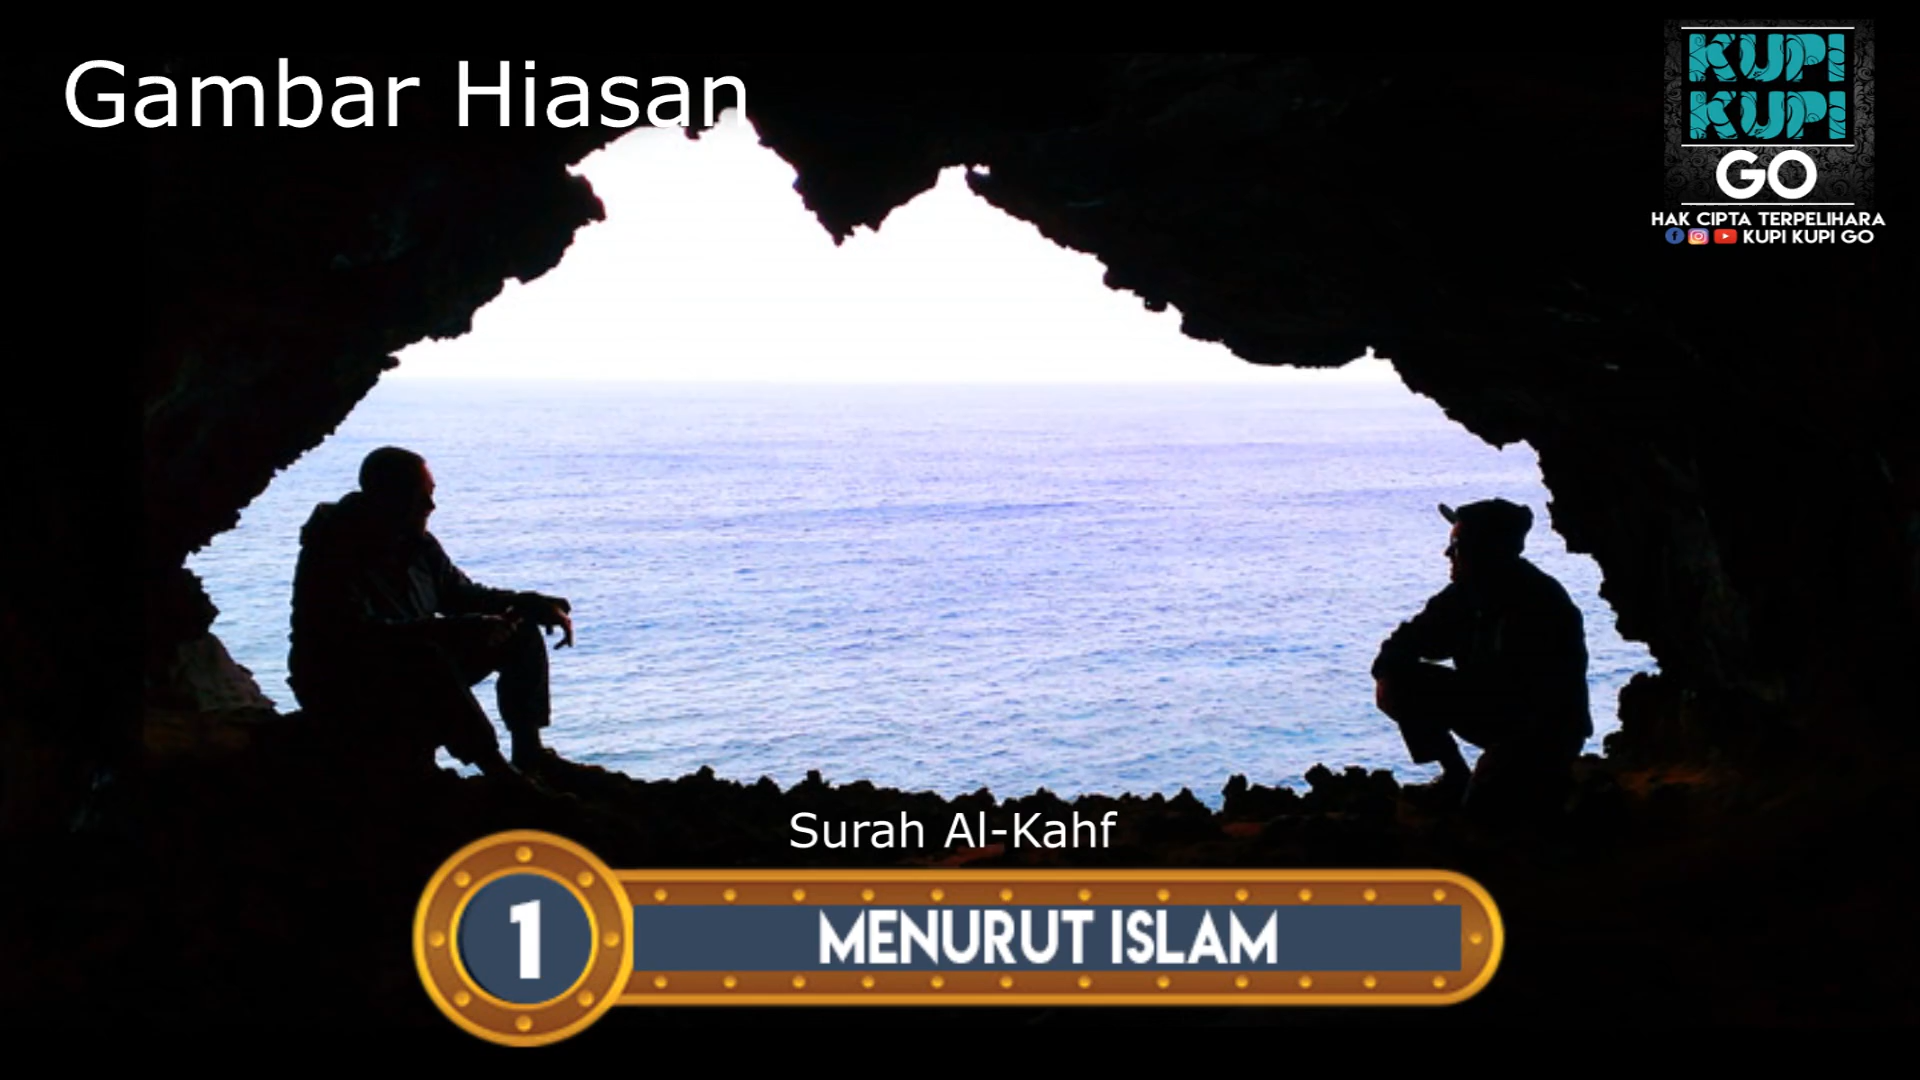 Gambar Hiasan
KUPI
KUPI
GO
HAK CIPTA TERPELIHARA
KUPI KUPI GO
Surah Al-Kahf
1
MENURUT ISLAM